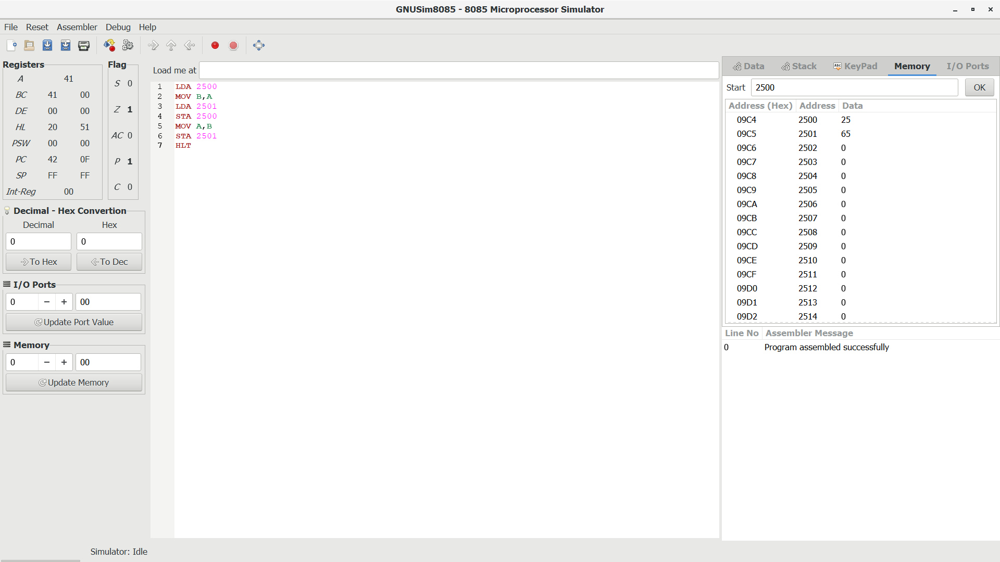 GNUSim8085 - 8085 Microprocessor Simulator
File Reset Assembler Debug Help
Registers
A 41
BC 41 00
DE 00 00
HL 20 51
PSW 00 00
PC 42 0F
SP FF FF
Int-Reg 00
Flag
S 0
Z 1
AC 0
P 1
C 0
Decimal - Hex Convertion
Decimal Hex
0 0
To Hex To Dec
I/O Ports
0 − + 00
Update Port Value
Memory
0 − + 00
Update Memory
Load me at
1 LDA 2500
2 MOV B,A
3 LDA 2501
4 STA 2500
5 MOV A,B
6 STA 2501
7 HLT
Data Stack Abc KeyPad Memory I/O Ports
Start 2500 OK
Address (Hex) Address Data
09C4 2500 25
09C5 2501 65
09C6 2502 0
09C7 2503 0
09C8 2504 0
09C9 2505 0
09CA 2506 0
09CB 2507 0
09CC 2508 0
09CD 2509 0
09CE 2510 0
09CF 2511 0
09D0 2512 0
09D1 2513 0
09D2 2514 0
Line No Assembler Message
0 Program assembled successfully
Simulator: Idle